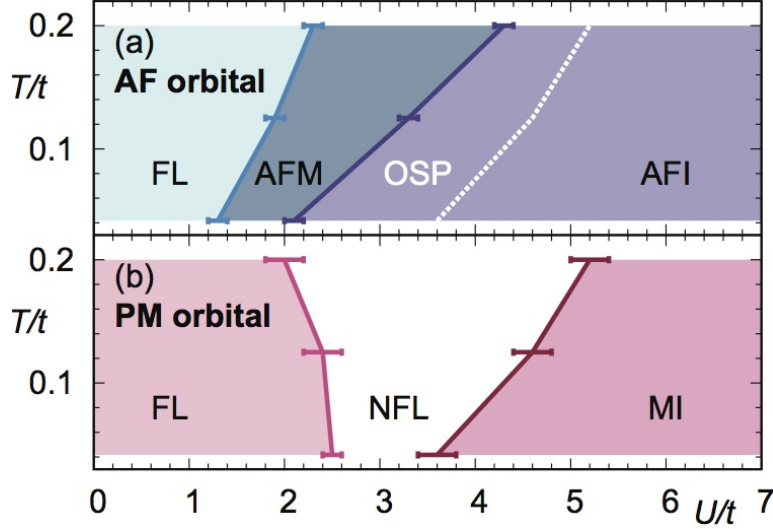 0.2
(a)
AF orbital
T/t
0.1
FL
AFM
OSP
AFI
0.2
(b)
PM orbital
T/t
0.1
FL
NFL
MI
0 1 2 3 4 5 6 U/t 7